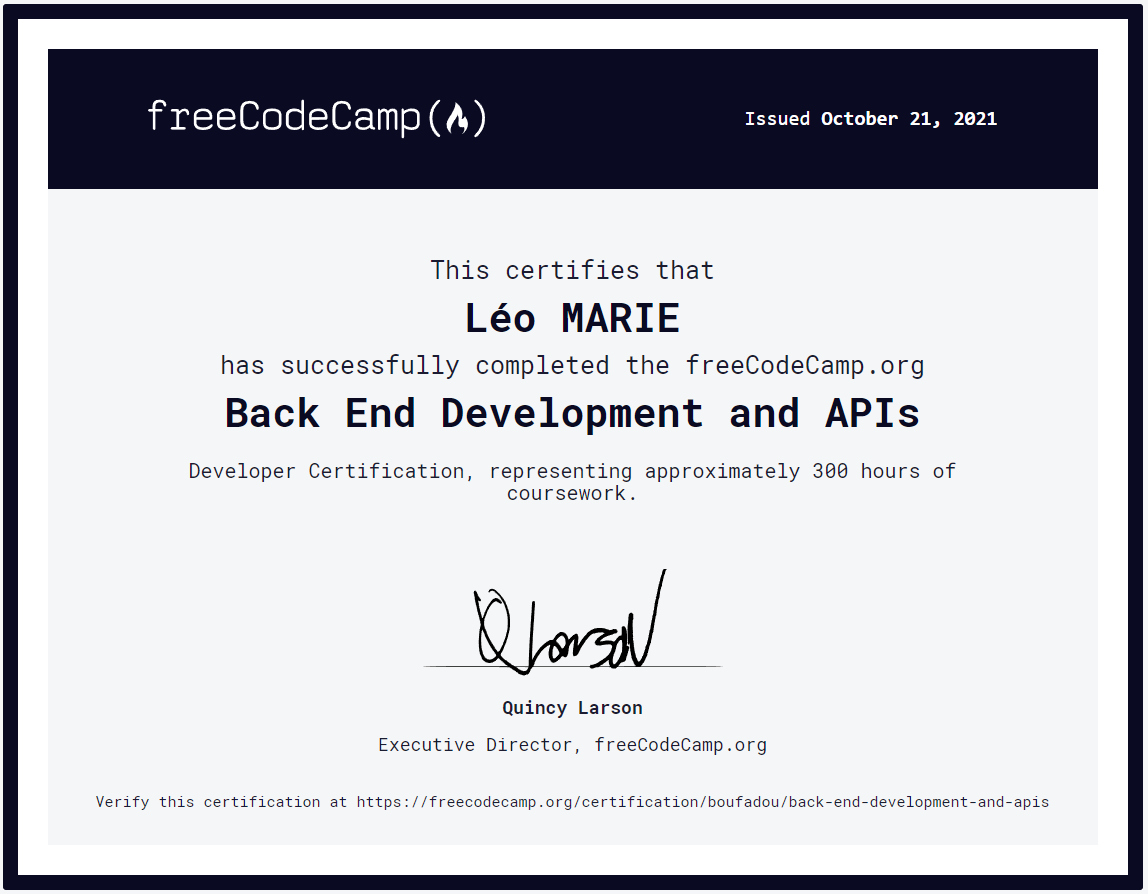 freeCodeCamp(🔥)
Issued October 21, 2021
This certifies that
Léo MARIE
has successfully completed the freeCodeCamp.org
Back End Development and APIs
Developer Certification, representing approximately 300 hours of
coursework.
Q Larson
Quincy Larson
Executive Director, freeCodeCamp.org
Verify this certification at https://freecodecamp.org/certification/boufadou/back-end-development-and-apis